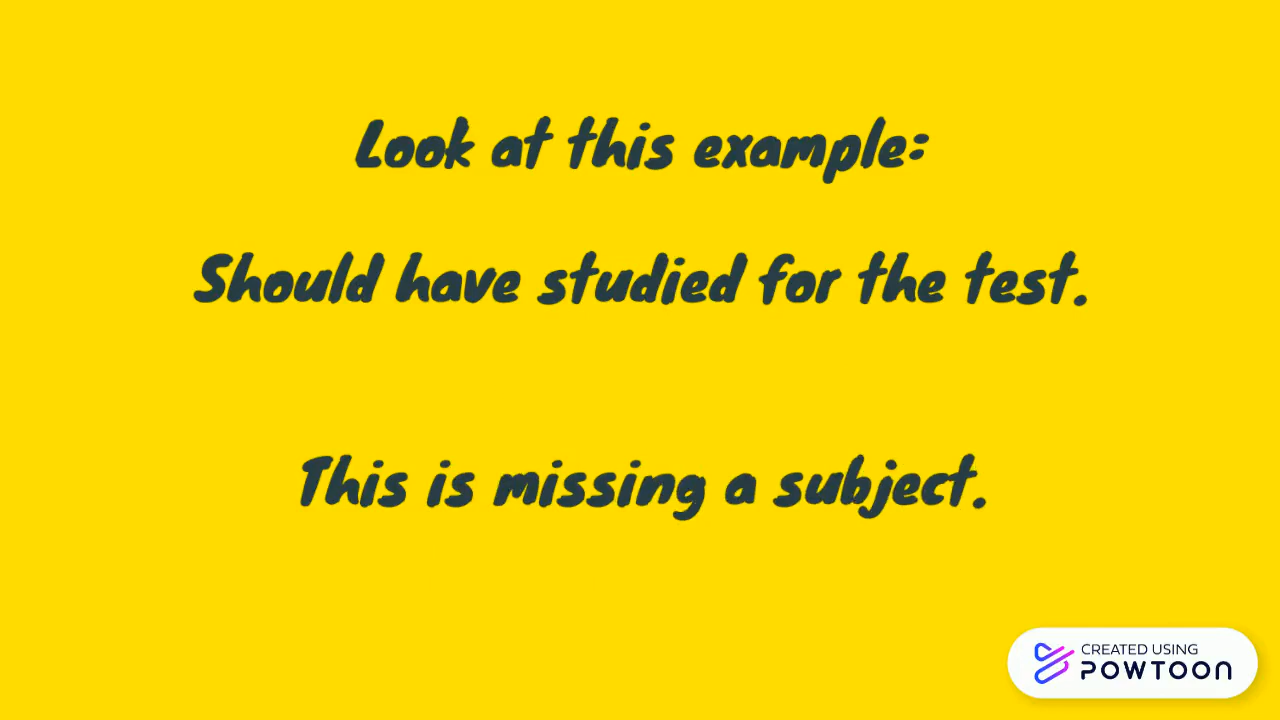 Look at this example:
Should have studied for the test.
This is missing a subject.
CREATED USING
POWTOON